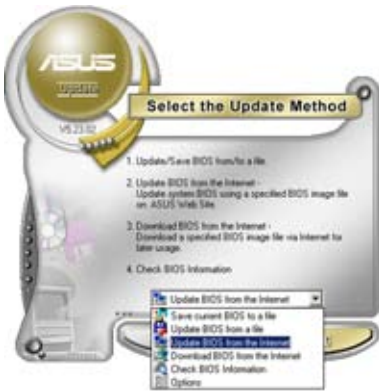 ASUS
Update
V5.23.02
Select the Update Method
1. Update/Save BIOS from/to a file
2. Update BIOS from the Internet -
Update system BIOS using a specified BIOS image file
on ASUS Web Site.
3. Download BIOS from the Internet -
Download a specified BIOS image file via Internet for
later usage.
4. Check BIOS Information
Update BIOS from the Internet
Save current BIOS to a file
Update BIOS from a file
Update BIOS from the Internet
Download BIOS from the Internet
Check BIOS Information
Options